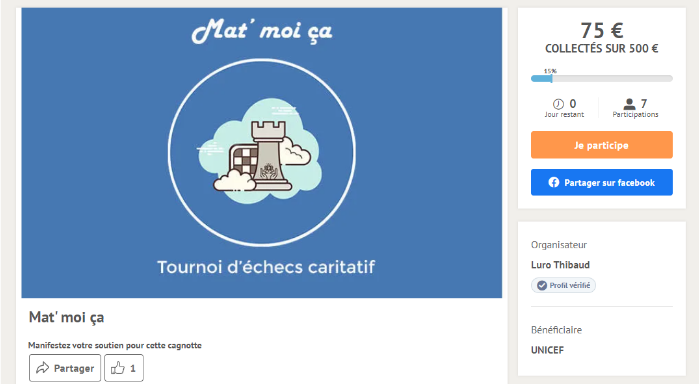 Mat' moi ça
Tournoi d'échecs caritatif
Mat' moi ça
Manifestez votre soutien pour cette cagnotte
Partager
1
75 €
COLLECTÉS SUR 500 €
15%
0
Jour restant
7
Participations
Je participe
Partager sur facebook
Organisateur
Luro Thibaud
Profil vérifié
Bénéficiaire
UNICEF